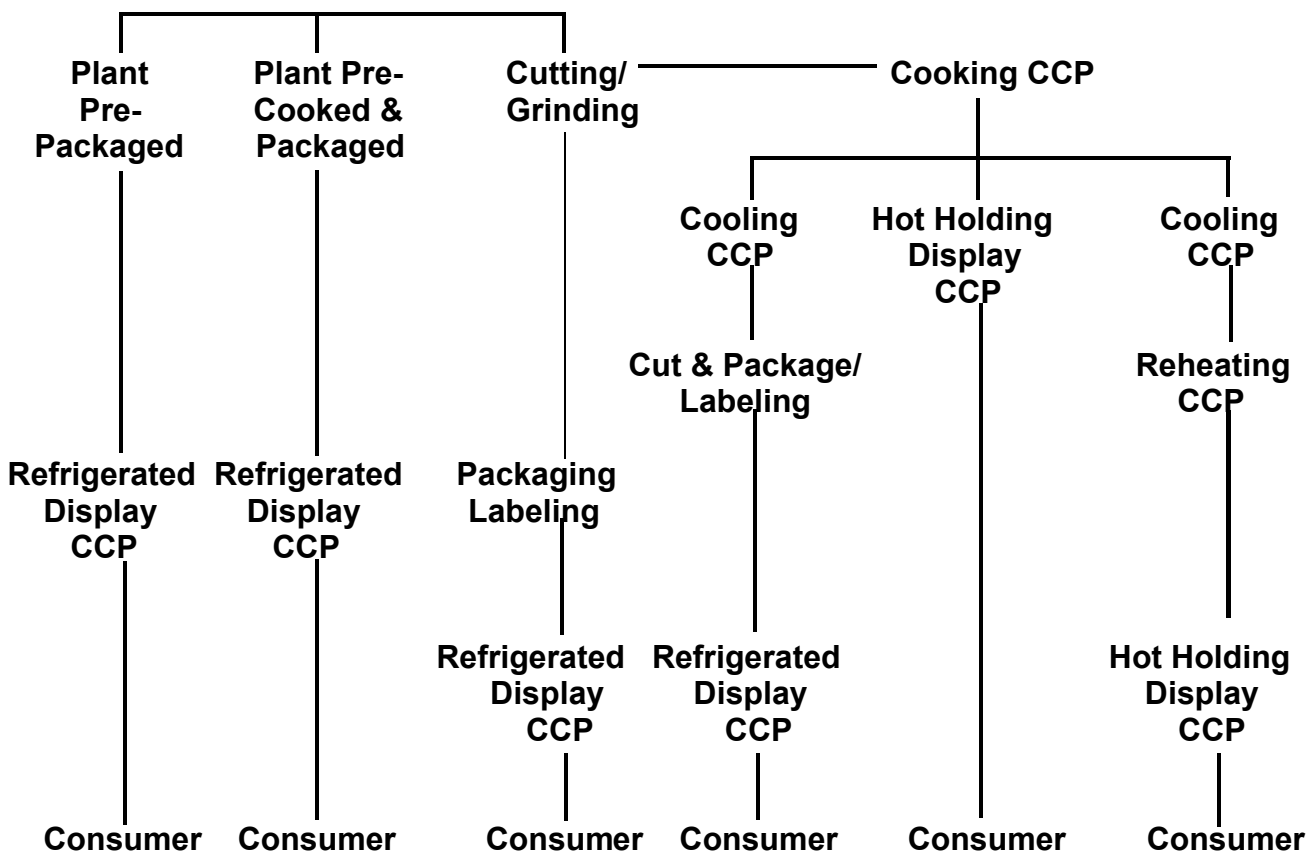 Plant
Pre-
Packaged
Plant Pre-
Cooked &
Packaged
Cutting/
Grinding
Cooking CCP
Cooling
CCP
Hot Holding
Display
CCP
Cooling
CCP
Cut & Package/
Labeling
Reheating
CCP
Refrigerated
Display
CCP
Refrigerated
Display
CCP
Packaging
Labeling
Refrigerated
Display
CCP
Refrigerated
Display
CCP
Hot Holding
Display
CCP
Consumer
Consumer
Consumer
Consumer
Consumer
Consumer